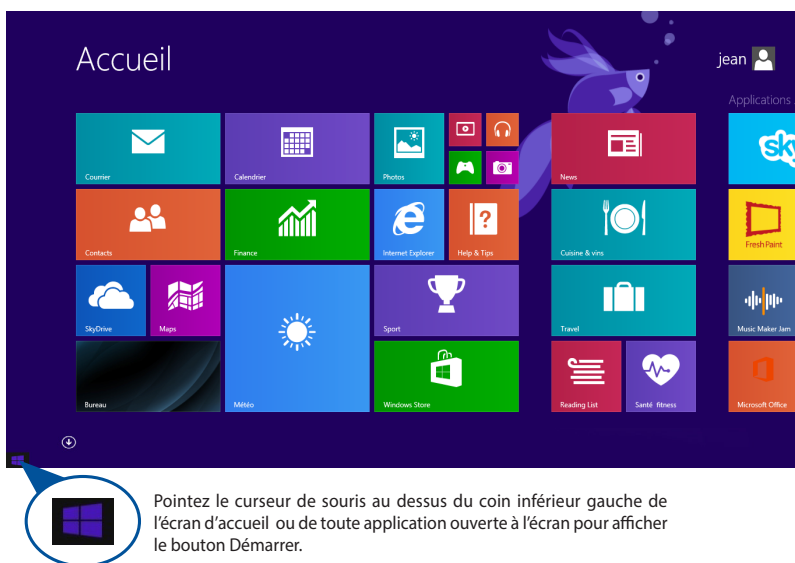 Accueil
jean
Applications
Courrier
Calendrier
Photos
News
sky
Contacts
Finance
Internet Explorer
Help & Tips
Cuisine & vins
Fresh Paint
SkyDrive
Maps
Sport
Travel
Music Maker Jam
Bureau
Météo
Windows Store
Reading List
Santé fitness
Microsoft Office
Pointez le curseur de souris au dessus du coin inférieur gauche de
l'écran d'accueil ou de toute application ouverte à l'écran pour afficher
le bouton Démarrer.